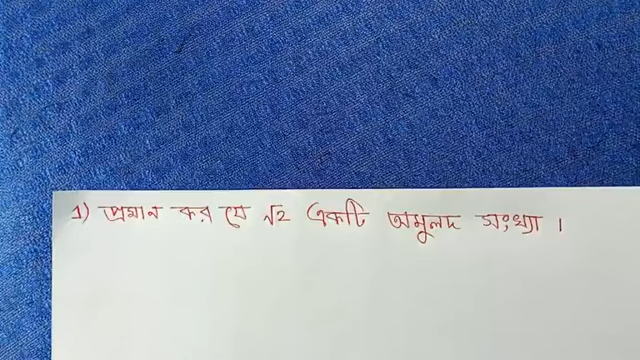 1) প্রমান কর যে √2 একটি অমুলদ সংখ্যা ।